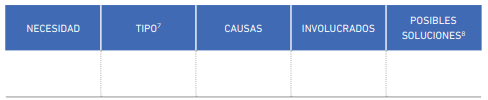 NECESIDAD
TIPO7
CAUSAS
INVOLUCRADOS
POSIBLES
SOLUCIONES8